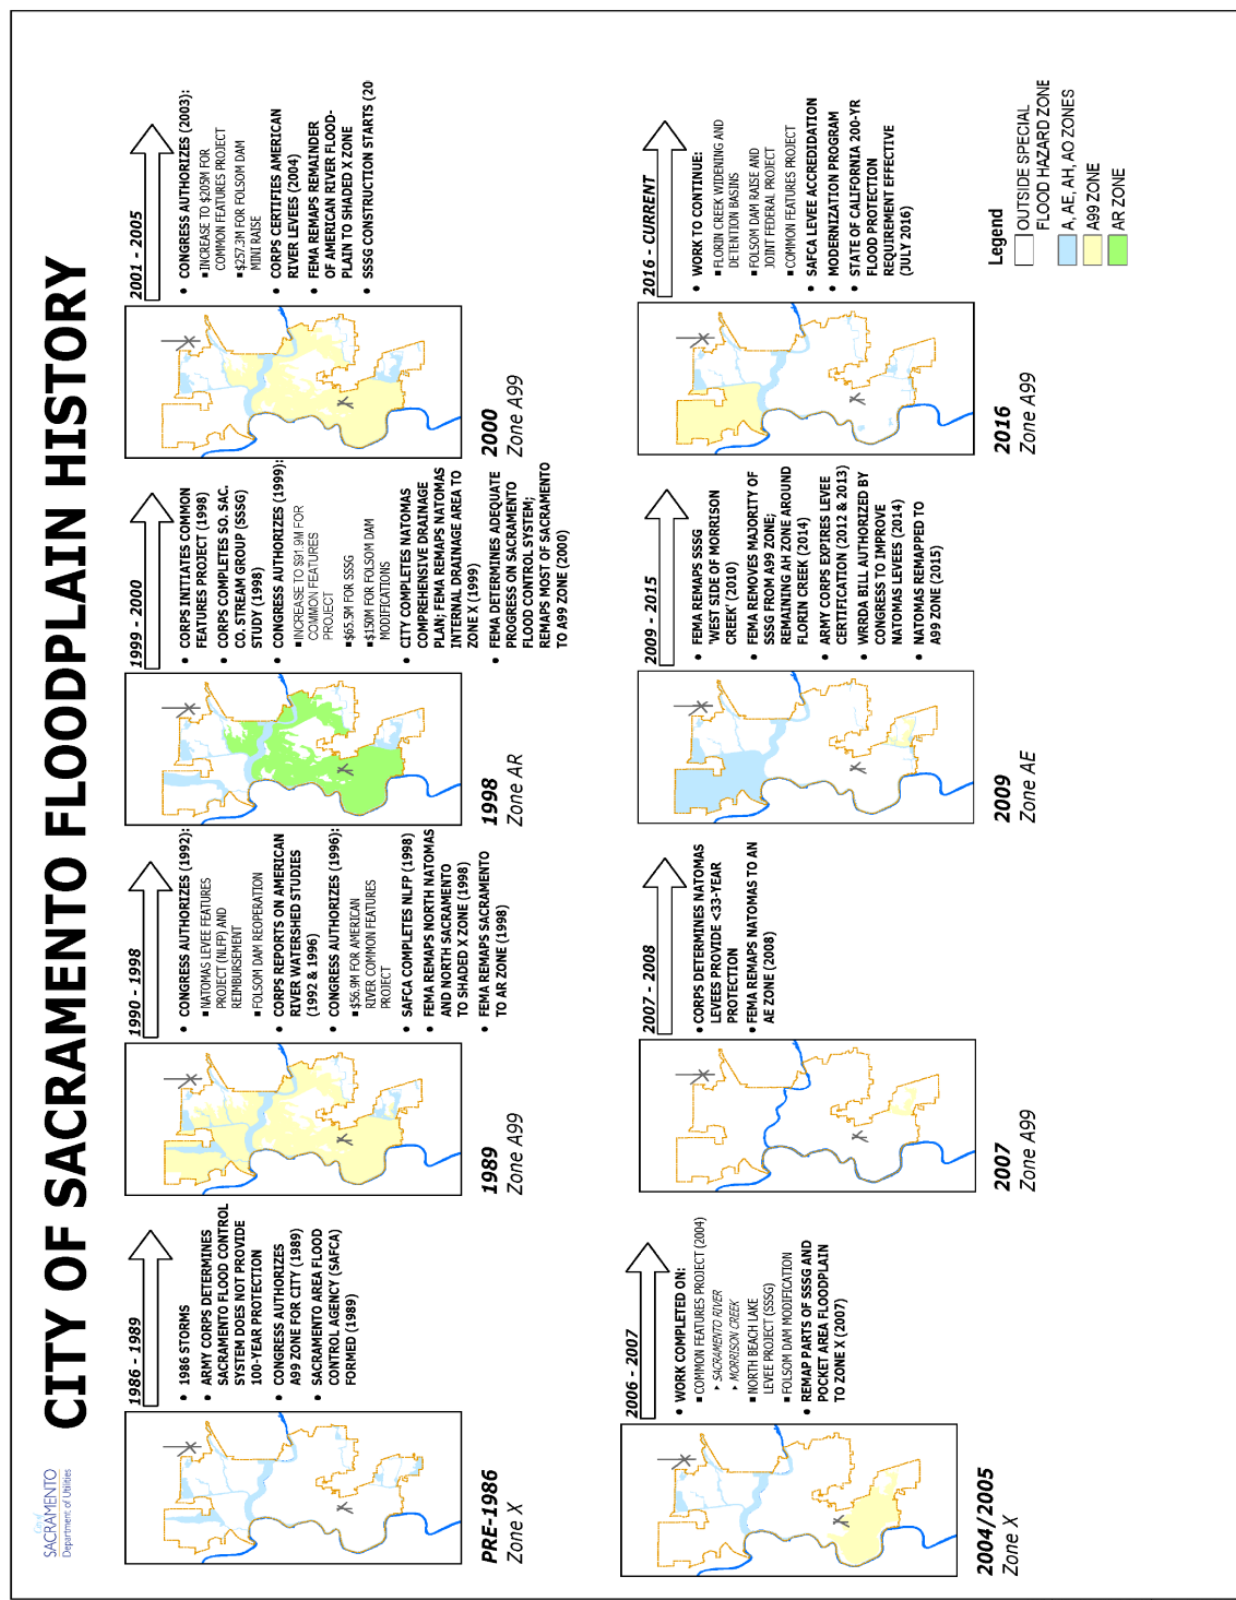 City of
SACRAMENTO
Department of Utilities
CITY OF SACRAMENTO FLOODPLAIN HISTORY
PRE-1986
Zone X
1986 - 1989
• 1986 STORMS
• ARMY CORPS DETERMINES
SACRAMENTO FLOOD CONTROL
SYSTEM DOES NOT PROVIDE
100-YEAR PROTECTION
• CONGRESS AUTHORIZES
A99 ZONE FOR CITY (1989)
• SACRAMENTO AREA FLOOD
CONTROL AGENCY (SAFCA)
FORMED (1989)
1989
Zone A99
1990 - 1998
• CONGRESS AUTHORIZES (1992):
■ NATOMAS LEVEE FEATURES
PROJECT (NLFP) AND
REIMBURSEMENT
■ FOLSOM DAM REOPERATION
• CORPS REPORTS ON AMERICAN
RIVER WATERSHED STUDIES
(1992 & 1996)
• CONGRESS AUTHORIZES (1996):
■ $56.9M FOR AMERICAN
RIVER COMMON FEATURES
PROJECT
• SAFCA COMPLETES NLFP (1998)
• FEMA REMAPS NORTH NATOMAS
AND NORTH SACRAMENTO
TO SHADED X ZONE (1998)
• FEMA REMAPS SACRAMENTO
TO AR ZONE (1998)
1998
Zone AR
1999 - 2000
• CORPS INITIATES COMMON
FEATURES PROJECT (1998)
• CORPS COMPLETES SO. SAC.
CO. STREAM GROUP (SSSG)
STUDY (1998)
• CONGRESS AUTHORIZES (1999):
■ INCREASE TO $91.9M FOR
COMMON FEATURES
PROJECT
■ $65.5M FOR SSSG
■ $150M FOR FOLSOM DAM
MODIFICATIONS
• CITY COMPLETES NATOMAS
COMPREHENSIVE DRAINAGE
PLAN; FEMA REMAPS NATOMAS
INTERNAL DRAINAGE AREA TO
ZONE X (1999)
• FEMA DETERMINES ADEQUATE
PROGRESS ON SACRAMENTO
FLOOD CONTROL SYSTEM;
REMAPS MOST OF SACRAMENTO
TO A99 ZONE (2000)
2000
Zone A99
2001 - 2005
• CONGRESS AUTHORIZES (2003):
■ INCREASE TO $205M FOR
COMMON FEATURES PROJECT
■ $257.3M FOR FOLSOM DAM
MINI RAISE
• CORPS CERTIFIES AMERICAN
RIVER LEVEES (2004)
• FEMA REMAPS REMAINDER
OF AMERICAN RIVER FLOOD-
PLAIN TO SHADED X ZONE
• SSSG CONSTRUCTION STARTS (20
2004/2005
Zone X
2006 - 2007
• WORK COMPLETED ON:
■ COMMON FEATURES PROJECT (2004)
▸ SACRAMENTO RIVER
▸ MORRISON CREEK
■ NORTH BEACH LAKE
LEVEE PROJECT (SSSG)
■ FOLSOM DAM MODIFICATION
• REMAP PARTS OF SSSG AND
POCKET AREA FLOODPLAIN
TO ZONE X (2007)
2007
Zone A99
2007 - 2008
• CORPS DETERMINES NATOMAS
LEVEES PROVIDE <33-YEAR
PROTECTION
• FEMA REMAPS NATOMAS TO AN
AE ZONE (2008)
2009
Zone AE
2009 - 2015
• FEMA REMAPS SSSG
'WEST SIDE OF MORRISON
CREEK' (2010)
• FEMA REMOVES MAJORITY OF
SSSG FROM A99 ZONE;
REMAINING AH ZONE AROUND
FLORIN CREEK (2014)
• ARMY CORPS EXPIRES LEVEE
CERTIFICATION (2012 & 2013)
• WRRDA BILL AUTHORIZED BY
CONGRESS TO IMPROVE
NATOMAS LEVEES (2014)
• NATOMAS REMAPPED TO
A99 ZONE (2015)
2016
Zone A99
2016 - CURRENT
• WORK TO CONTINUE:
■ FLORIN CREEK WIDENING AND
DETENTION BASINS
■ FOLSOM DAM RAISE AND
JOINT FEDERAL PROJECT
■ COMMON FEATURES PROJECT
• SAFCA LEVEE ACCREDIDATION
• MODERNIZATION PROGRAM
• STATE OF CALIFORNIA 200-YR
FLOOD PROTECTION
REQUIREMENT EFFECTIVE
(JULY 2016)
Legend
OUTSIDE SPECIAL
FLOOD HAZARD ZONE
A, AE, AH, AO ZONES
A99 ZONE
AR ZONE